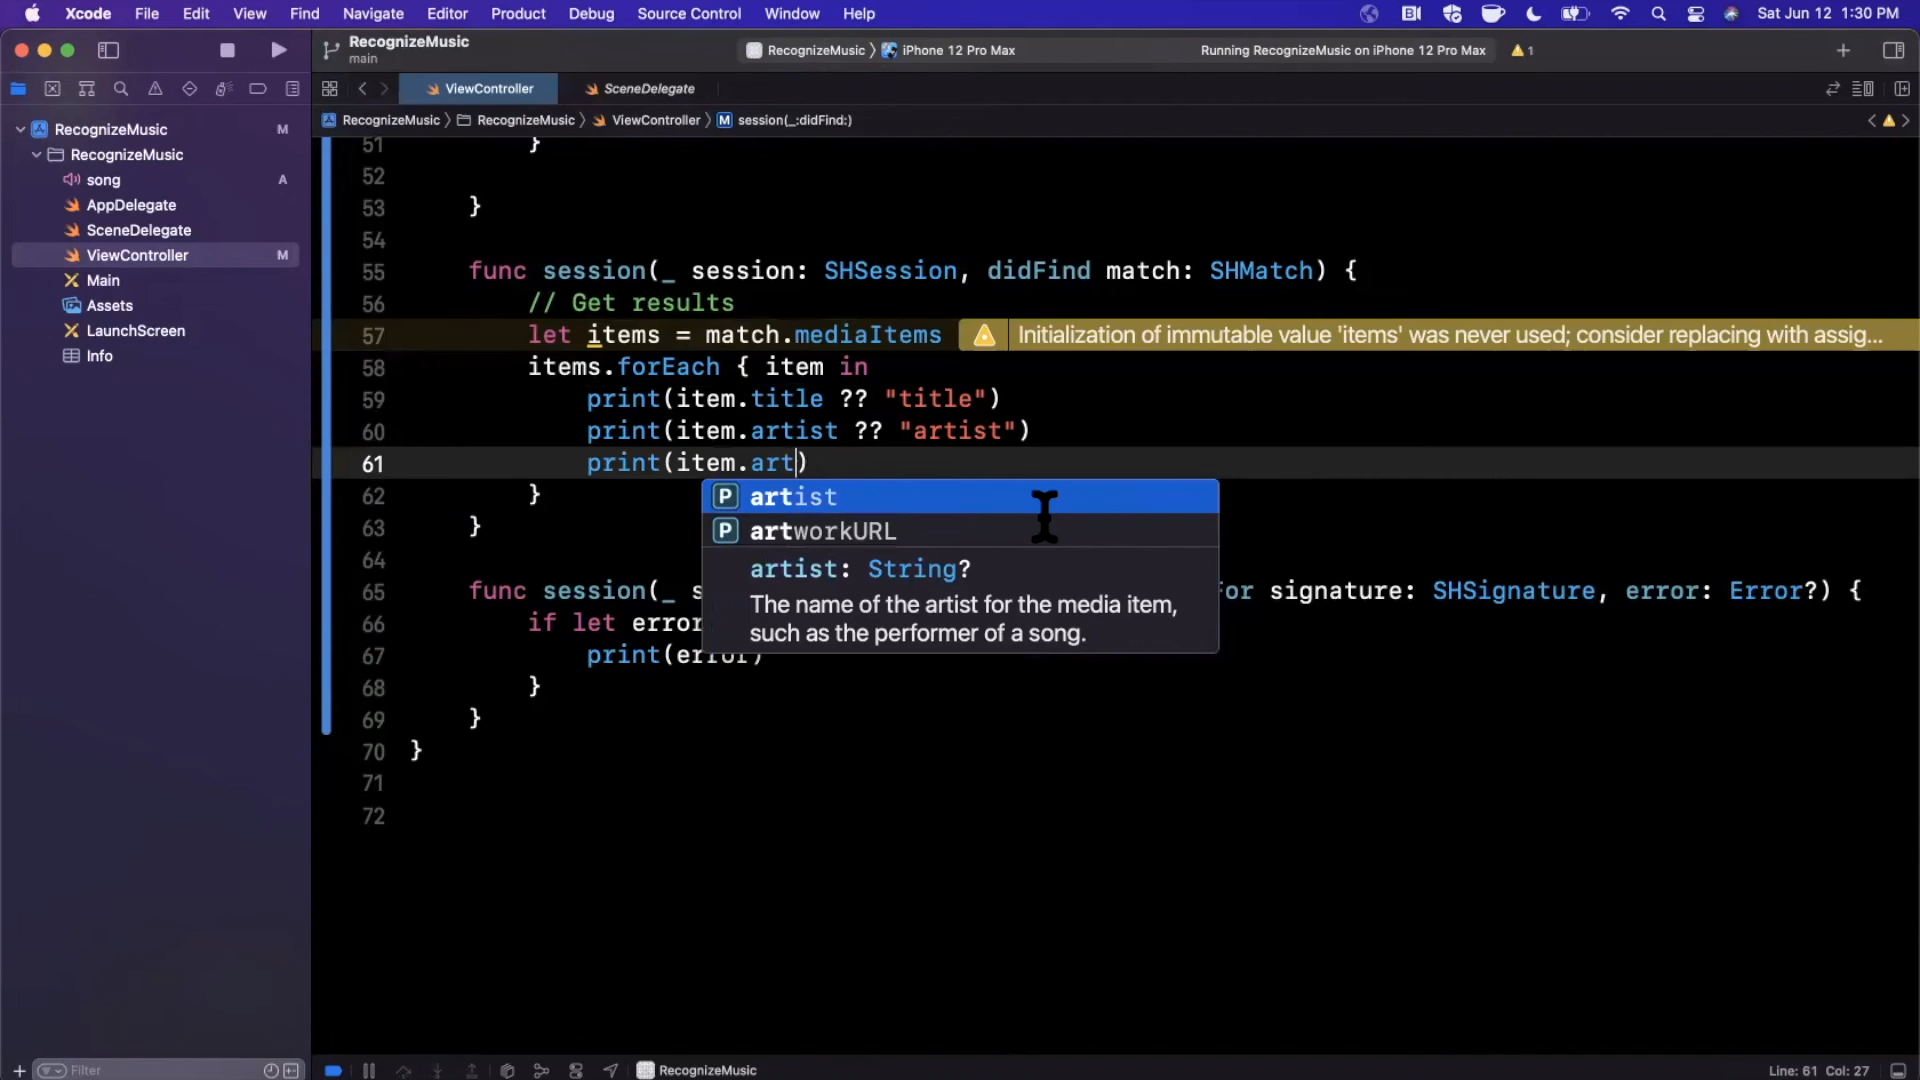 Xcode File Edit View Find Navigate Editor Product Debug Source Control Window Help Sat Jun 12 1:30 PM
RecognizeMusic
main
RecognizeMusic iPhone 12 Pro Max Running RecognizeMusic on iPhone 12 Pro Max 1
ViewController SceneDelegate
RecognizeMusic RecognizeMusic ViewController M session(_:didFind:)
RecognizeMusic M
RecognizeMusic
song A
AppDelegate
SceneDelegate
ViewController M
Main
Assets
LaunchScreen
Info
51 }
52
53 }
54
55 func session(_ session: SHSession, didFind match: SHMatch) {
56 // Get results
57 let items = match.mediaItems Initialization of immutable value 'items' was never used; consider replacing with assig...
58 items.forEach { item in
59 print(item.title ?? "title")
60 print(item.artist ?? "artist")
61 print(item.art)
P artist
P artworkURL
artist: String?
The name of the artist for the media item,
such as the performer of a song.
62 }
63 }
64
65 func session(_ s or signature: SHSignature, error: Error?) {
66 if let error
67 print(error)
68 }
69 }
70 }
71
72
Filter RecognizeMusic Line: 61 Col: 27